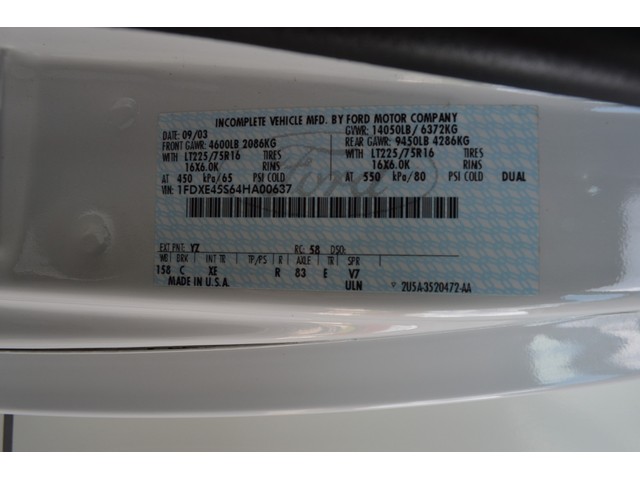 INCOMPLETE VEHICLE MFD. BY FORD MOTOR COMPANY
DATE: 09/03 GVWR: 14050LB/ 6372KG
FRONT GAWR: 4600LB 2086KG REAR GAWR: 9450LB 4286KG
WITH LT225/75R16 TIRES WITH LT225/75R16 TIRES
16X6.0K RIMS 16X6.0K RIMS
AT 450 kPa/65 PSI COLD AT 550 kPa/80 PSI COLD DUAL
VIN: 1FDXE45S64HA00637
Ford
EXT PNT: YZ RC: 58 DSO:
WB BRK INT TR TP/PS R AXLE TR SPR
158 C XE R 83 E V7
MADE IN U.S.A. ULN 2U5A-3520472-AA